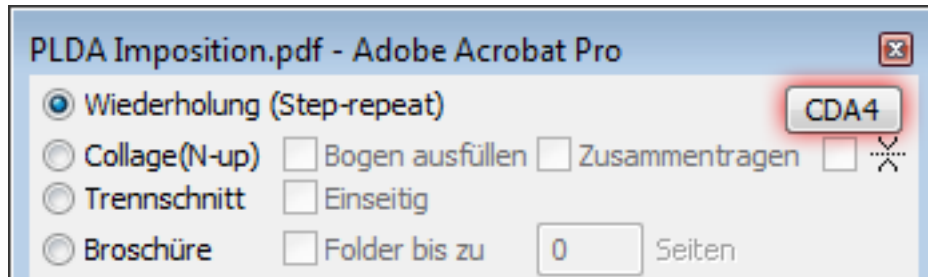 PLDA Imposition.pdf - Adobe Acrobat Pro
Wiederholung (Step-repeat) CDA4
Collage(N-up) Bogen ausfüllen Zusammentragen
Trennschnitt Einseitig
Broschüre Folder bis zu 0 Seiten